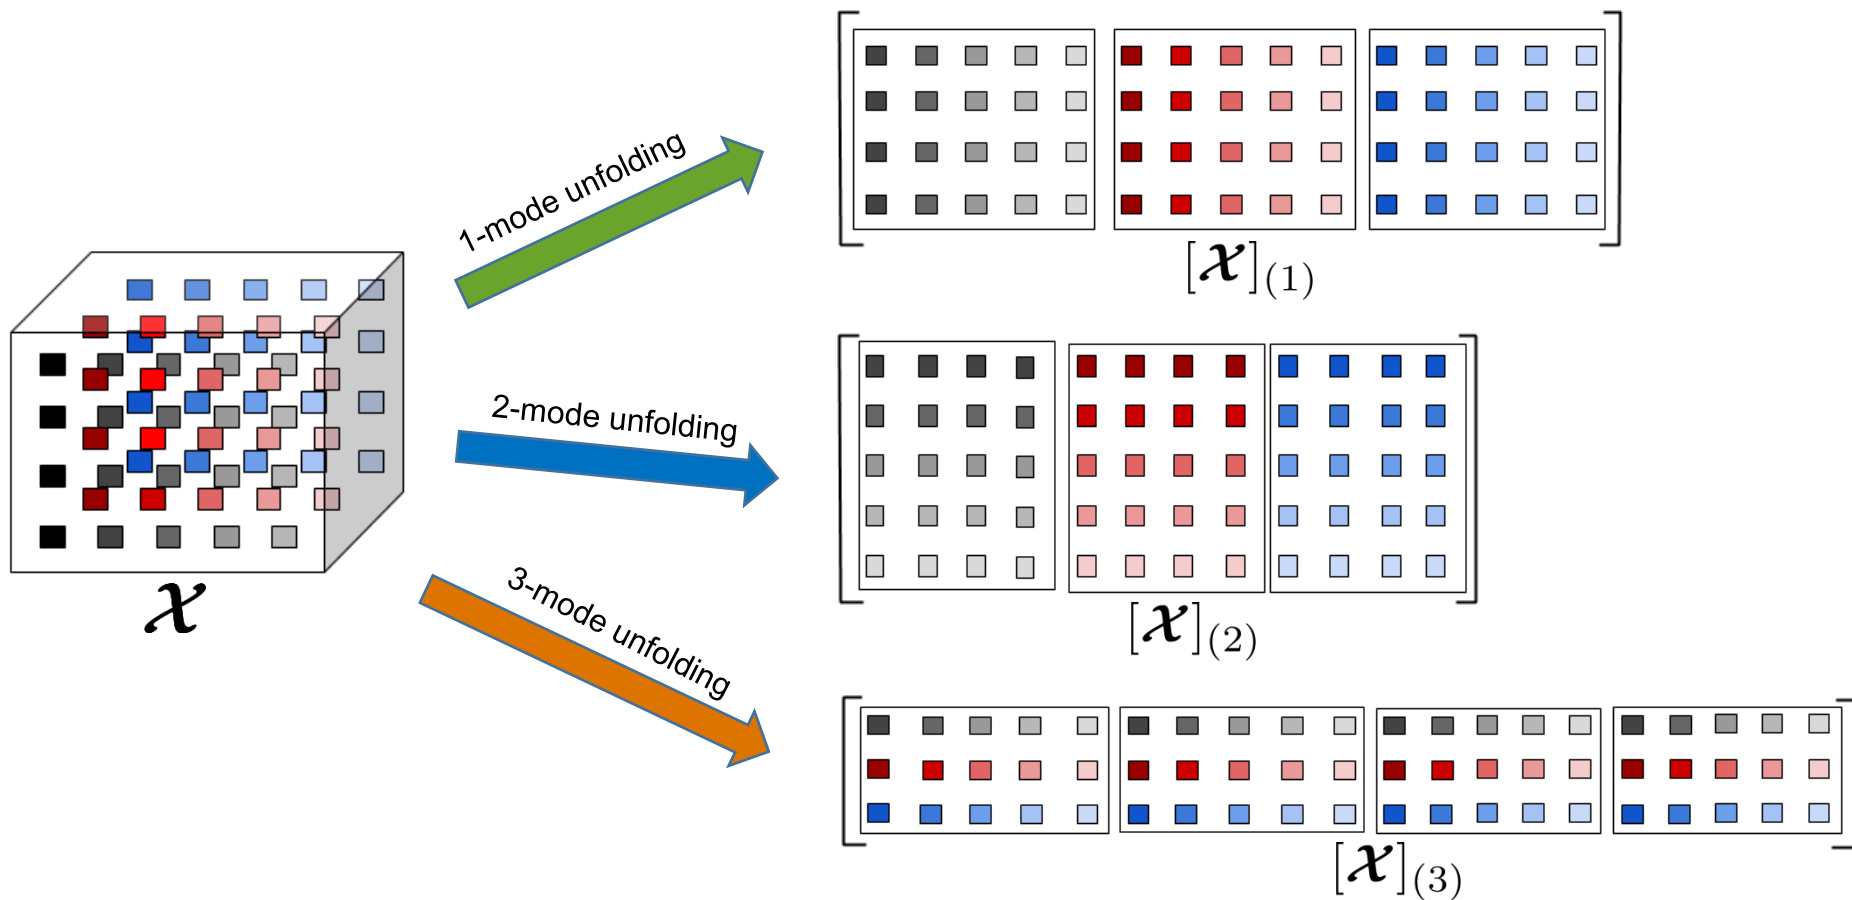 1-mode unfolding
[𝓧](1)
2-mode unfolding
𝓧
[𝓧](2)
3-mode unfolding
[𝓧](3)